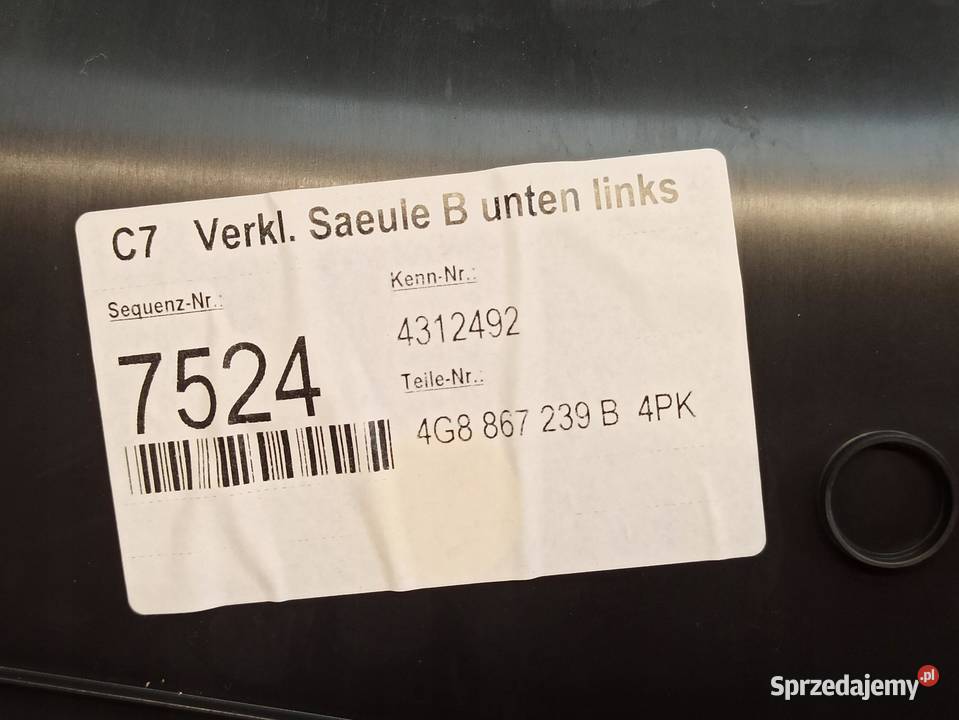 C7 Verkl. Saeule B unten links
Sequenz-Nr.:
7524
Kenn-Nr.:
4312492
Teile-Nr.:
4G8 867 239 B 4PK
Sprzedajemy.pl